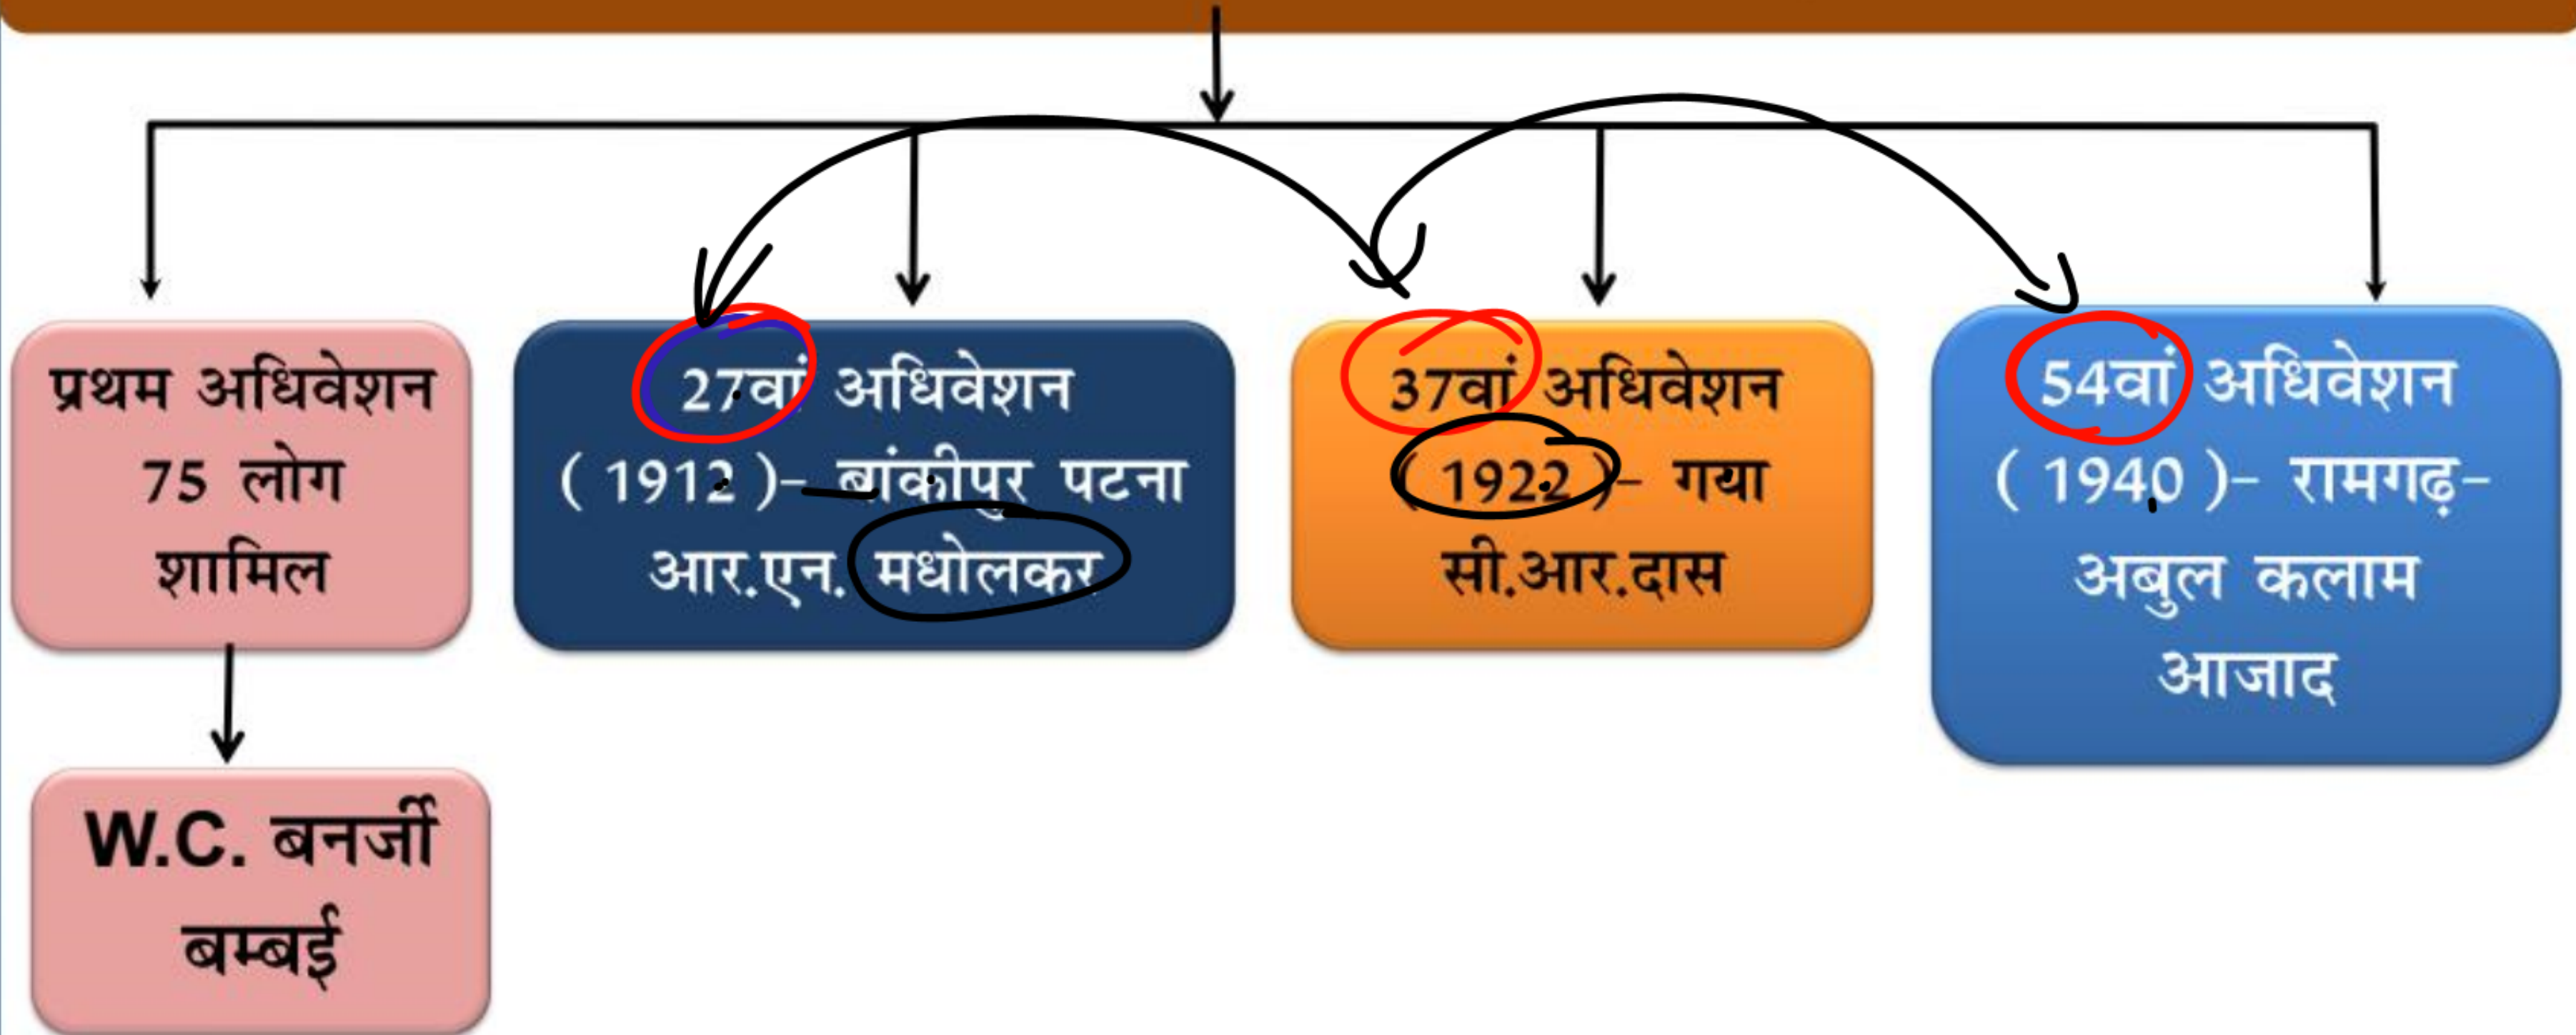 प्रथम अधिवेशन
75 लोग
शामिल
W.C. बनर्जी
बम्बई
27वां अधिवेशन
( 1912 )- बांकीपुर पटना
आर.एन. मधोलकर
37वां अधिवेशन
( 1922 )- गया
सी.आर.दास
54वां अधिवेशन
( 1940 )- रामगढ़-
अबुल कलाम
आजाद